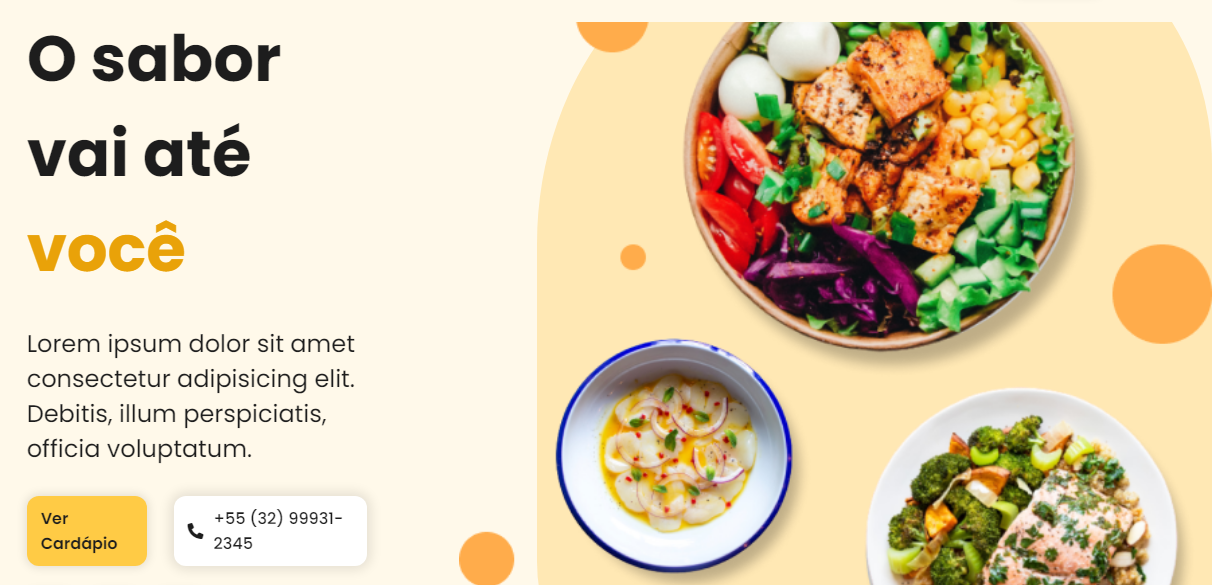 O sabor
vai até
você
Lorem ipsum dolor sit amet
consectetur adipisicing elit.
Debitis, illum perspiciatis,
officia voluptatum.
Ver
Cardápio
+55 (32) 99931-
2345